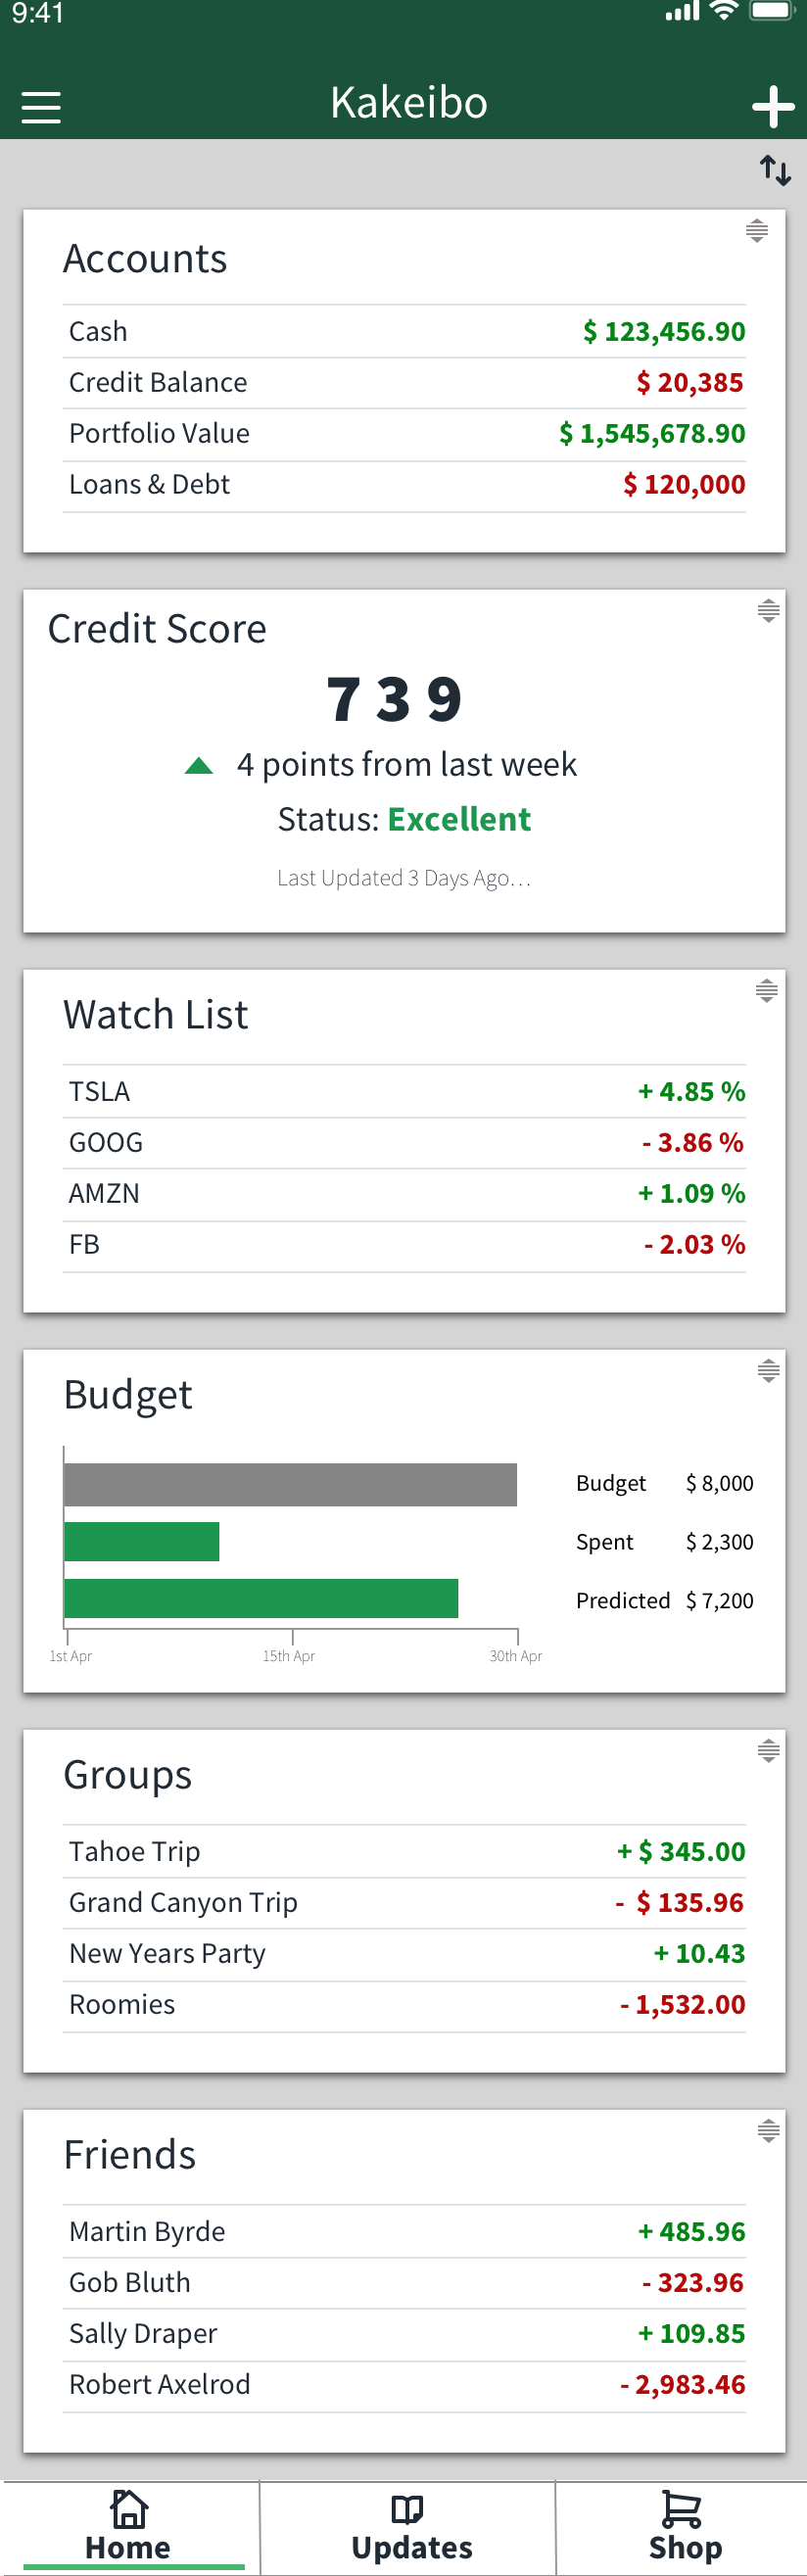 9:41
Kakeibo
Accounts
Cash $ 123,456.90
Credit Balance $ 20,385
Portfolio Value $ 1,545,678.90
Loans & Debt $ 120,000
Credit Score
739
4 points from last week
Status: Excellent
Last Updated 3 Days Ago...
Watch List
TSLA + 4.85 %
GOOG - 3.86 %
AMZN + 1.09 %
FB - 2.03 %
Budget
Budget $ 8,000
Spent $ 2,300
Predicted $ 7,200
1st Apr 15th Apr 30th Apr
Groups
Tahoe Trip + $ 345.00
Grand Canyon Trip - $ 135.96
New Years Party + 10.43
Roomies - 1,532.00
Friends
Martin Byrde + 485.96
Gob Bluth - 323.96
Sally Draper + 109.85
Robert Axelrod - 2,983.46
Home Updates Shop